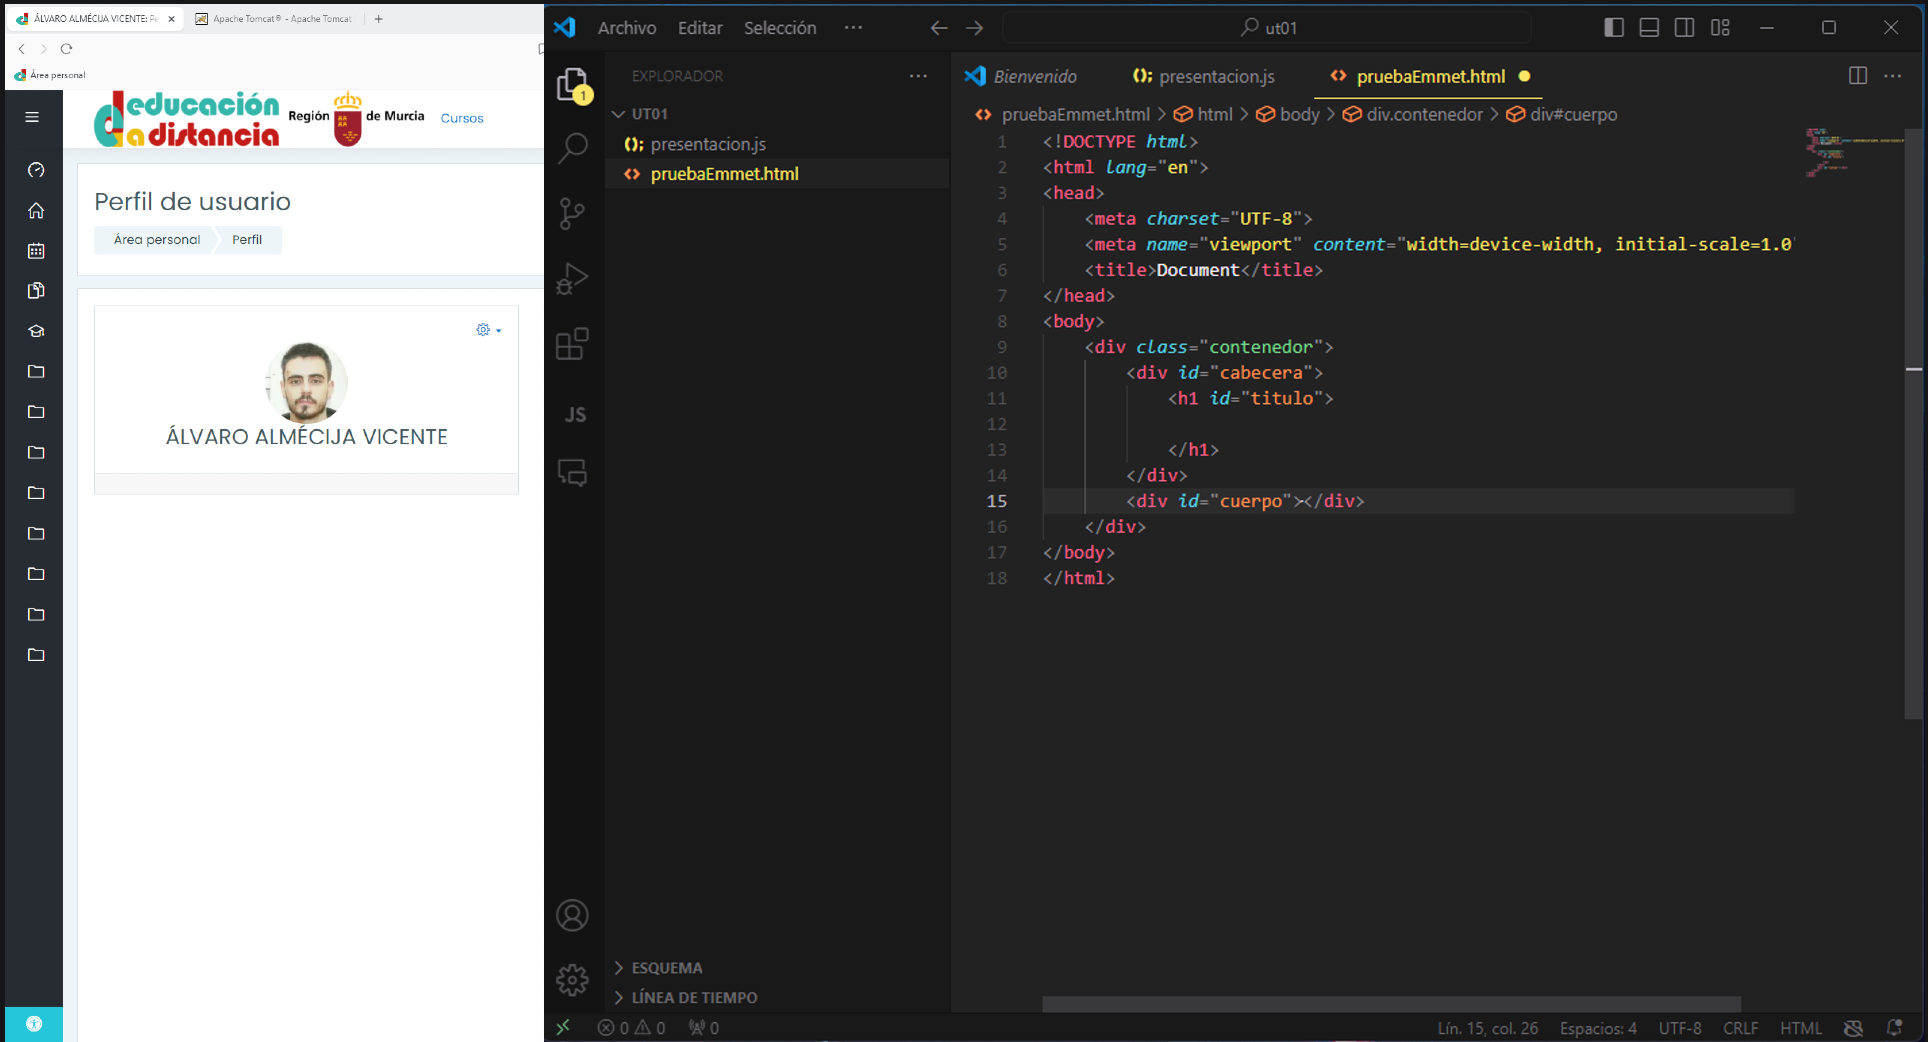 ÁLVARO ALMÉCIJA VICENTE: Pe
Apache Tomcat® - Apache Tomcat
Área personal
educación
a distancia
Región de Murcia
Cursos
Perfil de usuario
Área personal
Perfil
ÁLVARO ALMÉCIJA VICENTE
Archivo Editar Selección ···
ut01
EXPLORADOR ···
1
UT01
presentacion.js
pruebaEmmet.html
JS
ESQUEMA
LÍNEA DE TIEMPO
Bienvenido
presentacion.js
pruebaEmmet.html
pruebaEmmet.html > html > body > div.contenedor > div#cuerpo
1 <!DOCTYPE html>
2 <html lang="en">
3 <head>
4 <meta charset="UTF-8">
5 <meta name="viewport" content="width=device-width, initial-scale=1.0"
6 <title>Document</title>
7 </head>
8 <body>
9 <div class="contenedor">
10 <div id="cabecera">
11 <h1 id="titulo">
12
13 </h1>
14 </div>
15 <div id="cuerpo"></div>
16 </div>
17 </body>
18 </html>
0 0 0
Lín. 15, col. 26 Espacios: 4 UTF-8 CRLF HTML